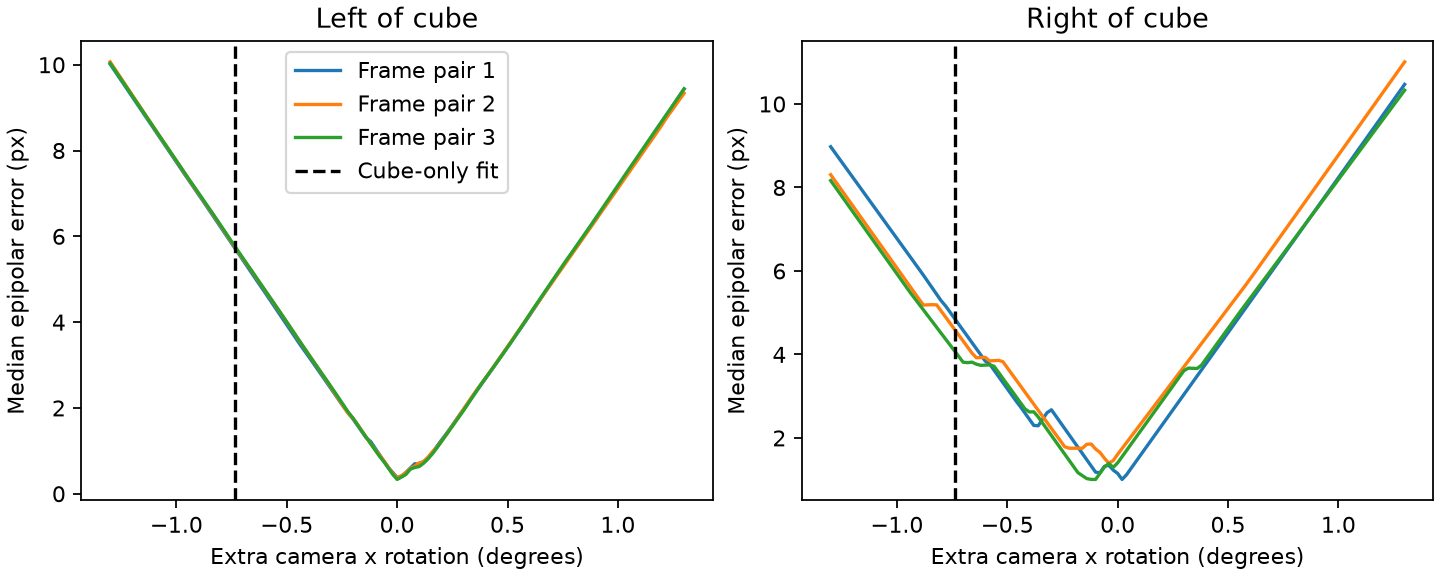 Left of cube
Right of cube
Median epipolar error (px)
10
8
6
4
2
0
Frame pair 1
Frame pair 2
Frame pair 3
Cube-only fit
−1.0
−0.5
0.0
0.5
1.0
Extra camera x rotation (degrees)
Median epipolar error (px)
10
8
6
4
2
−1.0
−0.5
0.0
0.5
1.0
Extra camera x rotation (degrees)